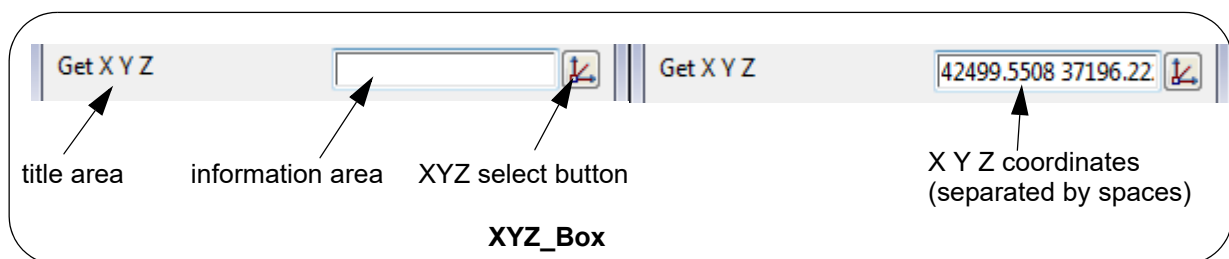 Get X Y Z
Get X Y Z
42499.5508 37196.22
title area
information area
XYZ select button
X Y Z coordinates
(separated by spaces)
XYZ_Box